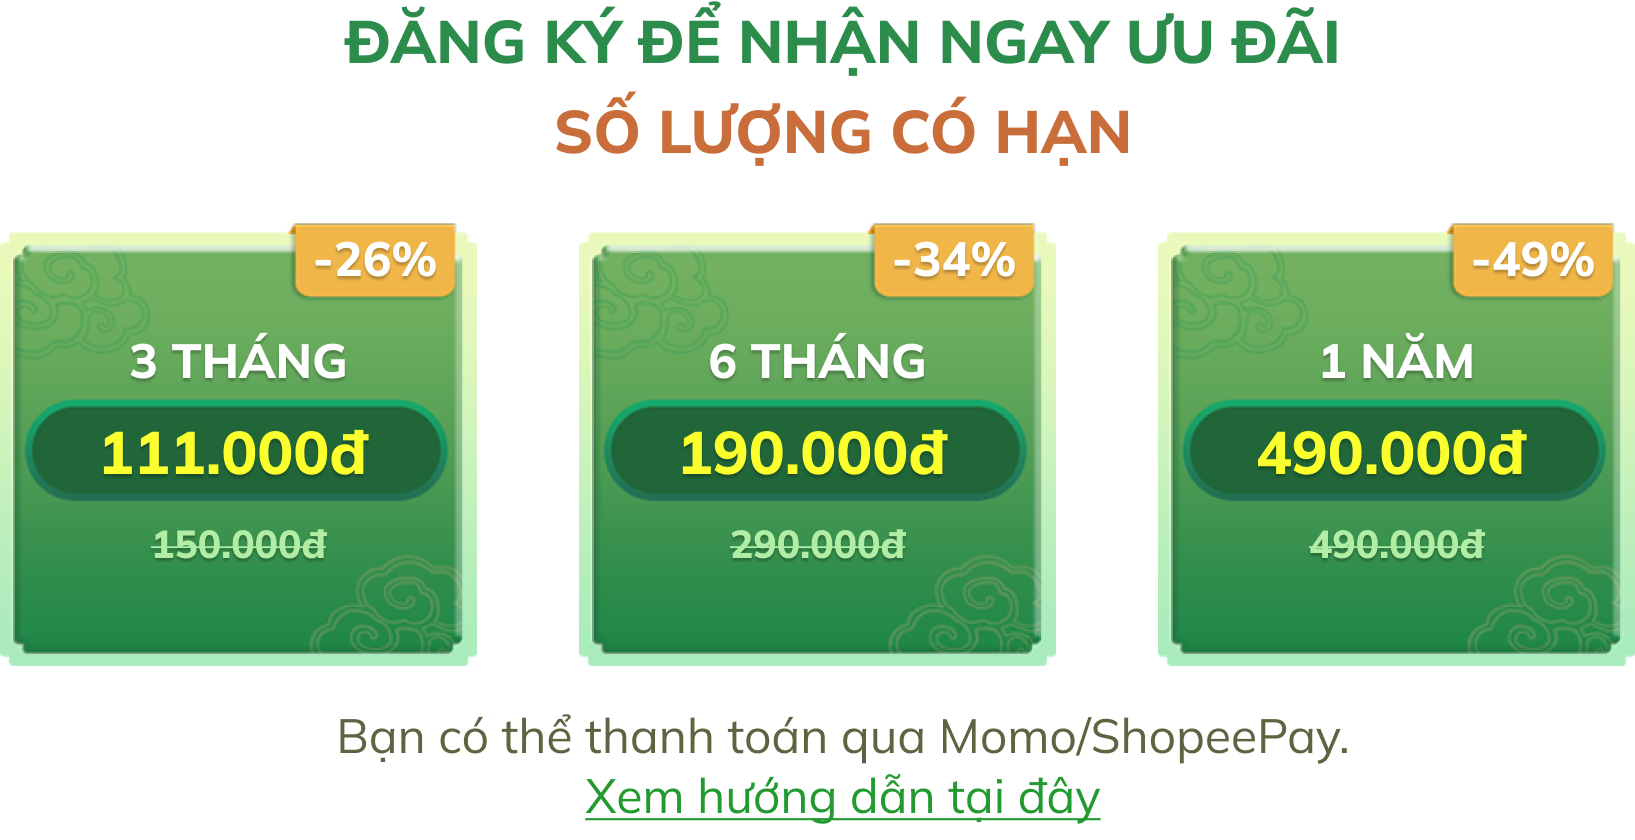 ĐĂNG KÝ ĐỂ NHẬN NGAY ƯU ĐÃI
SỐ LƯỢNG CÓ HẠN
-26%
3 THÁNG
111.000đ
150.000đ
-34%
6 THÁNG
190.000đ
290.000đ
-49%
1 NĂM
490.000đ
490.000đ
Bạn có thể thanh toán qua Momo/ShopeePay.
Xem hướng dẫn tại đây